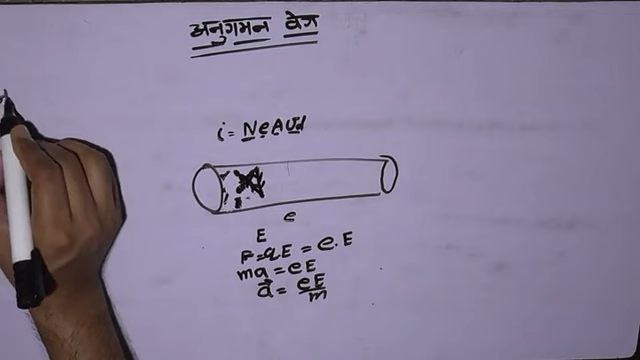 अनुगमन वेग
i = NeAVd
e
E
F = qE = e.E
ma = eE
a = eE/m